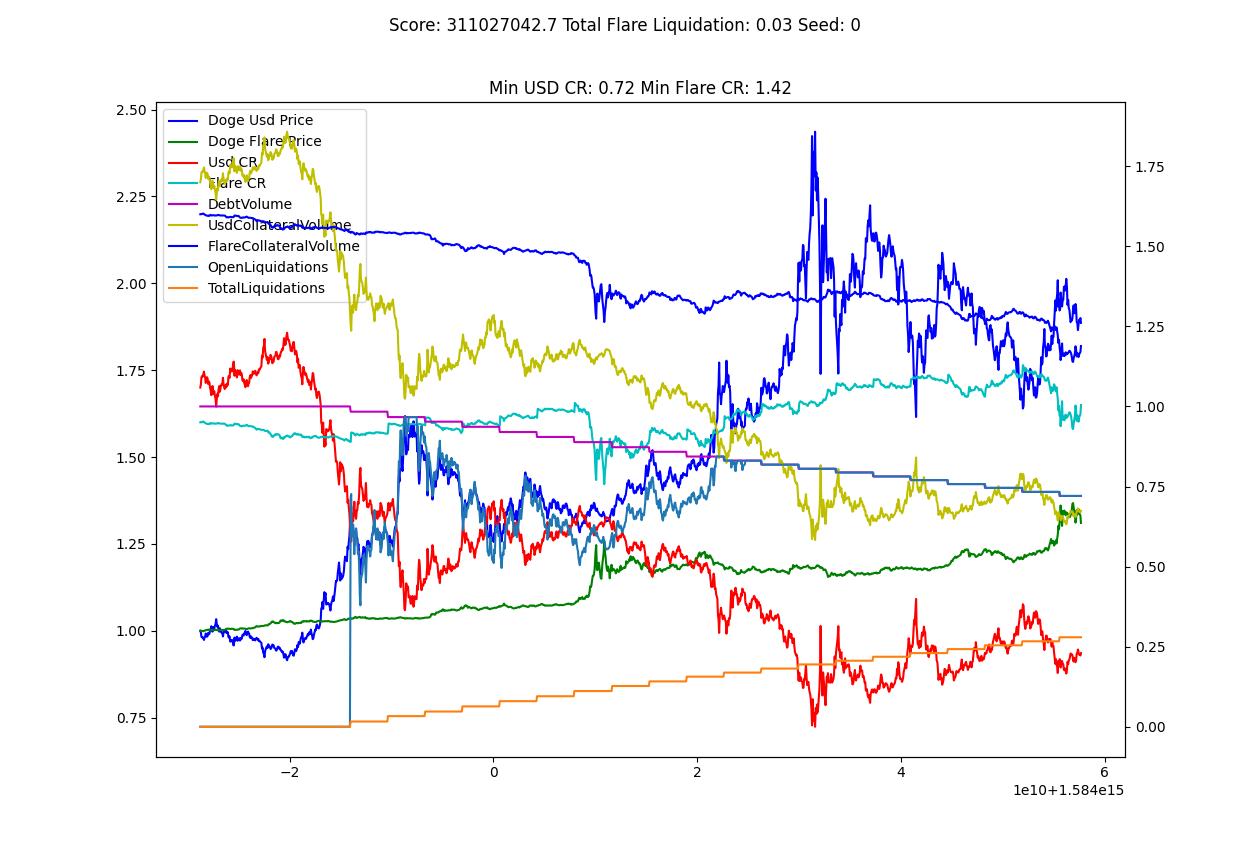 Score: 311027042.7 Total Flare Liquidation: 0.03 Seed: 0
Min USD CR: 0.72 Min Flare CR: 1.42
2.50
2.25
2.00
1.75
1.50
1.25
1.00
0.75
Doge Usd Price
Doge Flare Price
Usd CR
Flare CR
DebtVolume
UsdCollateralVolume
FlareCollateralVolume
OpenLiquidations
TotalLiquidations
1.75
1.50
1.25
1.00
0.75
0.50
0.25
0.00
−2 0 2 4 6
1e10+1.584e15